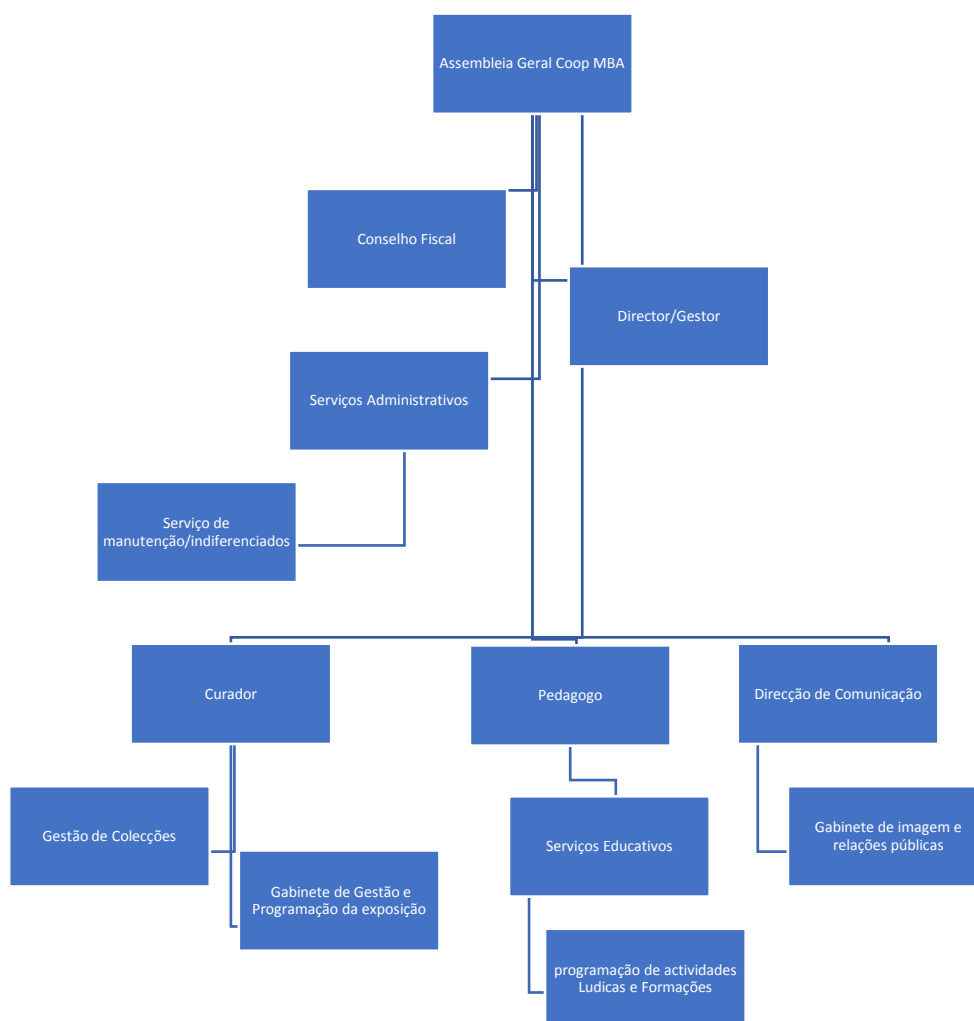 Assembleia Geral Coop MBA
Conselho Fiscal
Director/Gestor
Serviços Administrativos
Serviço de
manutenção/indiferenciados
Curador
Pedagogo
Direcção de Comunicação
Gestão de Colecções
Gabinete de Gestão e
Programação da exposição
Serviços Educativos
programação de actividades
Ludicas e Formações
Gabinete de imagem e
relações públicas